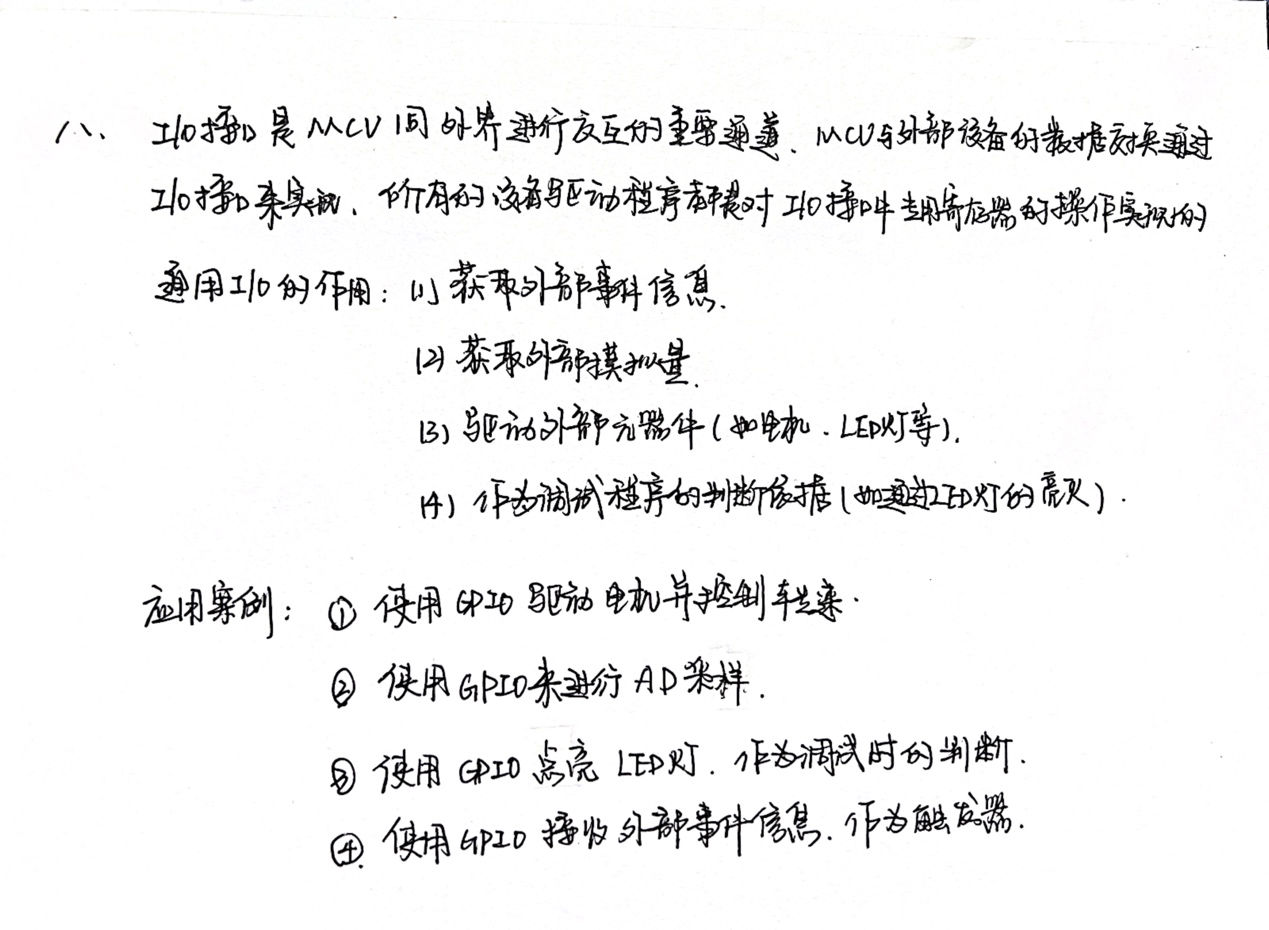 八、 I/O接口是MCU同外界进行交互的重要通道、MCU与外部设备的数据交换通过
I/O接口来实现、所有的设备驱动程序都是对I/O接口中专用寄存器的操作实现的
通用I/O的作用：(1)获取外部事件信息.
(2)获取外部模拟量.
(3)驱动外部元器件(如电机、LED灯等).
(4)作为调试程序的判断依据(如通过LED灯的亮灭).
应用案例：①使用GPIO驱动电机并控制转速.
②使用GPIO来进行AD采样.
③使用GPIO点亮LED灯、作为调试时的判断.
④使用GPIO接收外部事件信息、作为触发器.